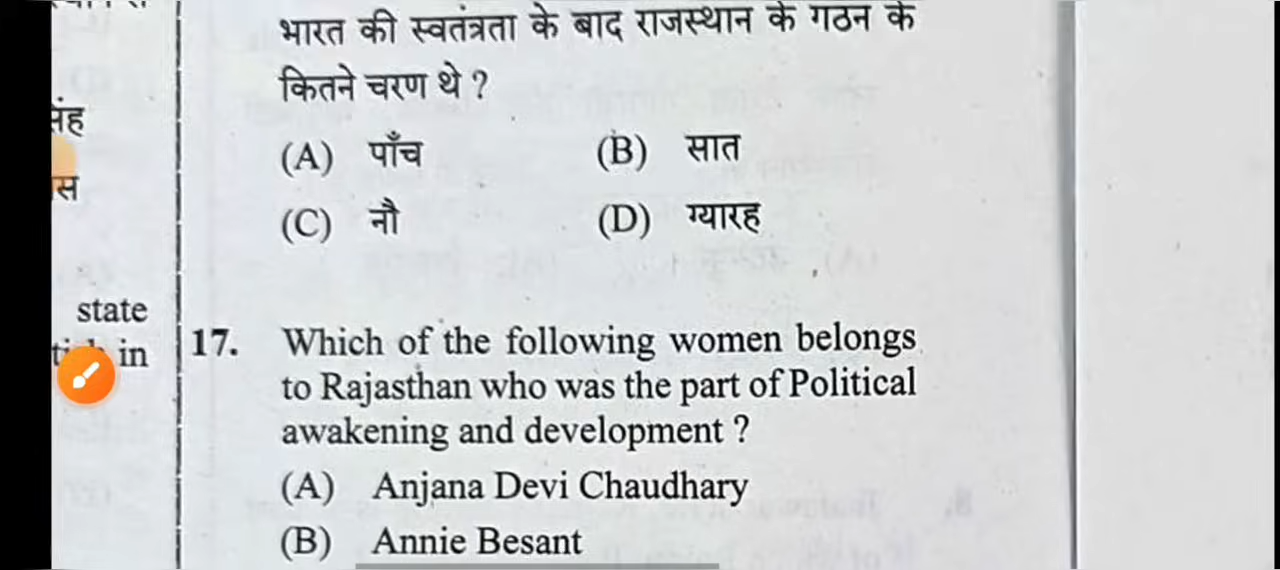 भारत की स्वतंत्रता के बाद राजस्थान के गठन के
कितने चरण थे ?
(A) पाँच (B) सात
(C) नौ (D) ग्यारह
17. Which of the following women belongs
to Rajasthan who was the part of Political
awakening and development ?
(A) Anjana Devi Chaudhary
(B) Annie Besant
state
in